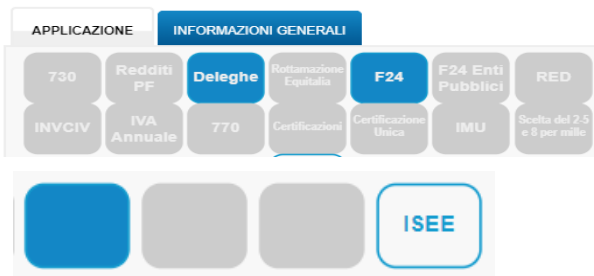 APPLICAZIONE INFORMAZIONI GENERALI
730 Redditi PF Deleghe Rottamazione Equitalia F24 F24 Enti Pubblici RED
INVCIV IVA Annuale 770 Certificazioni Certificazione Unica IMU Scelta del 2-5 e 8 per mille
ISEE